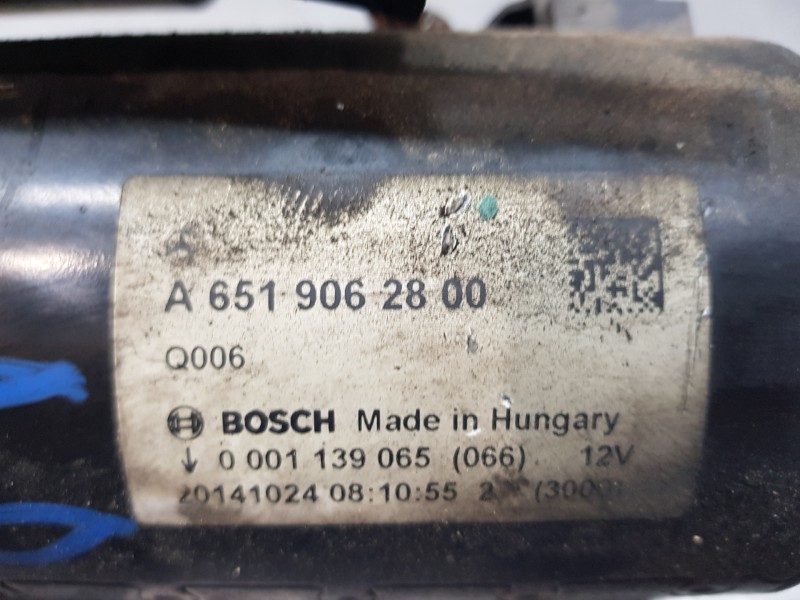 A 651 906 28 00
Q006
BOSCH Made in Hungary
↓ 0 001 139 065 (066) 12V
20141024 08:10:55 2